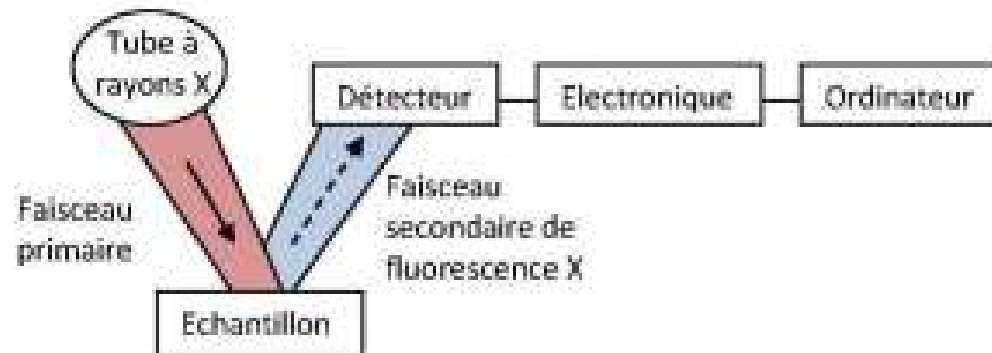 Tube à
rayons X
Détecteur
Electronique
Ordinateur
Faisceau
primaire
Faisceau
secondaire de
fluorescence X
Echantillon